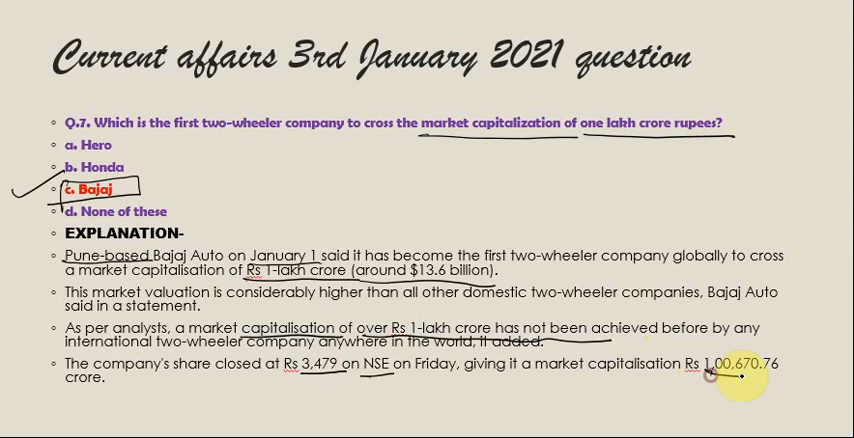 Current affairs 3rd January 2021 question
Q.7. Which is the first two-wheeler company to cross the market capitalization of one lakh crore rupees?
a. Hero
b. Honda
c. Bajaj
d. None of these
EXPLANATION-
Pune-based Bajaj Auto on January 1 said it has become the first two-wheeler company globally to cross
a market capitalisation of Rs 1-lakh crore (around $13.6 billion).
This market valuation is considerably higher than all other domestic two-wheeler companies, Bajaj Auto
said in a statement.
As per analysts, a market capitalisation of over Rs 1-lakh crore has not been achieved before by any
international two-wheeler company anywhere in the world, it added.
The company's share closed at Rs 3,479 on NSE on Friday, giving it a market capitalisation Rs 1,00,670.76
crore.